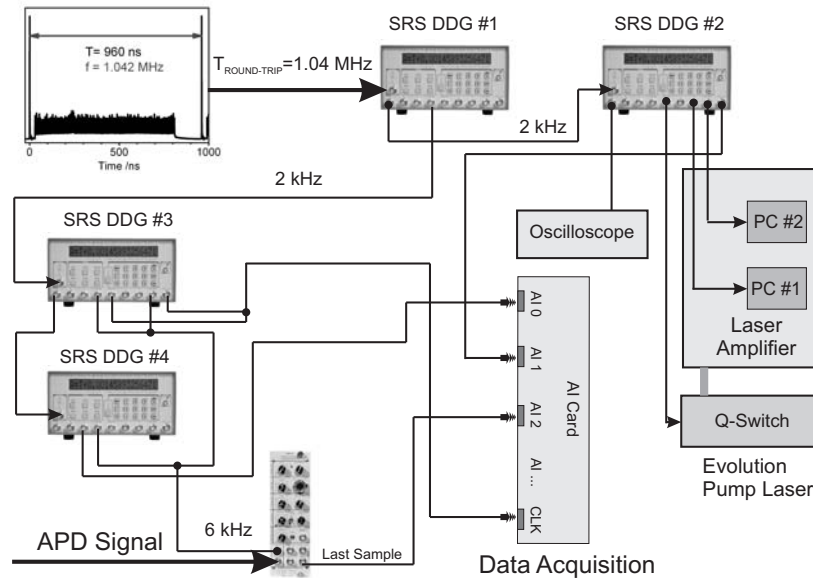 SRS DDG #1
SRS DDG #2
T= 960 ns
f = 1.042 MHz
T_ROUND-TRIP=1.04 MHz
0
500
1000
Time /ns
2 kHz
2 kHz
SRS DDG #3
Oscilloscope
PC #2
PC #1
Laser
Amplifier
SRS DDG #4
AI 0
AI 1
AI 2
AI ...
CLK
AI Card
Q-Switch
Evolution
Pump Laser
6 kHz
APD Signal
Last Sample
Data Acquisition